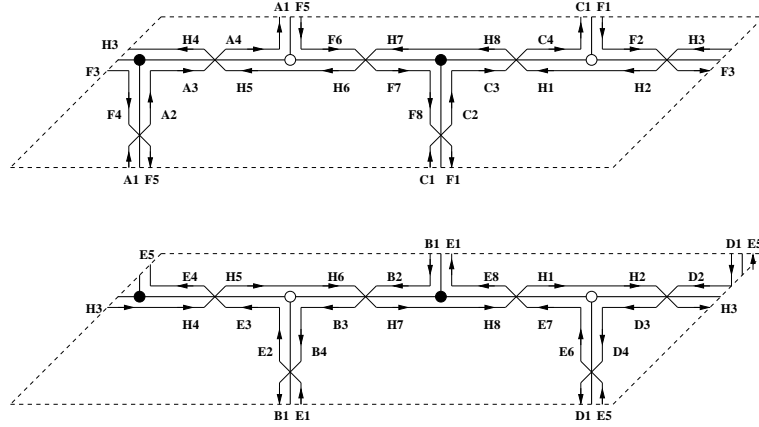 A1 F5 C1 F1
H3 H4 A4 F6 H7 H8 C4 F2 H3
F3 A3 H5 H6 F7 C3 H1 H2 F3
F4 A2 F8 C2
A1 F5 C1 F1
E5 B1 E1 D1 E5
E4 H5 H6 B2 E8 H1 H2 D2
H3 H4 E3 B3 H7 H8 E7 D3 H3
E2 B4 E6 D4
B1 E1 D1 E5